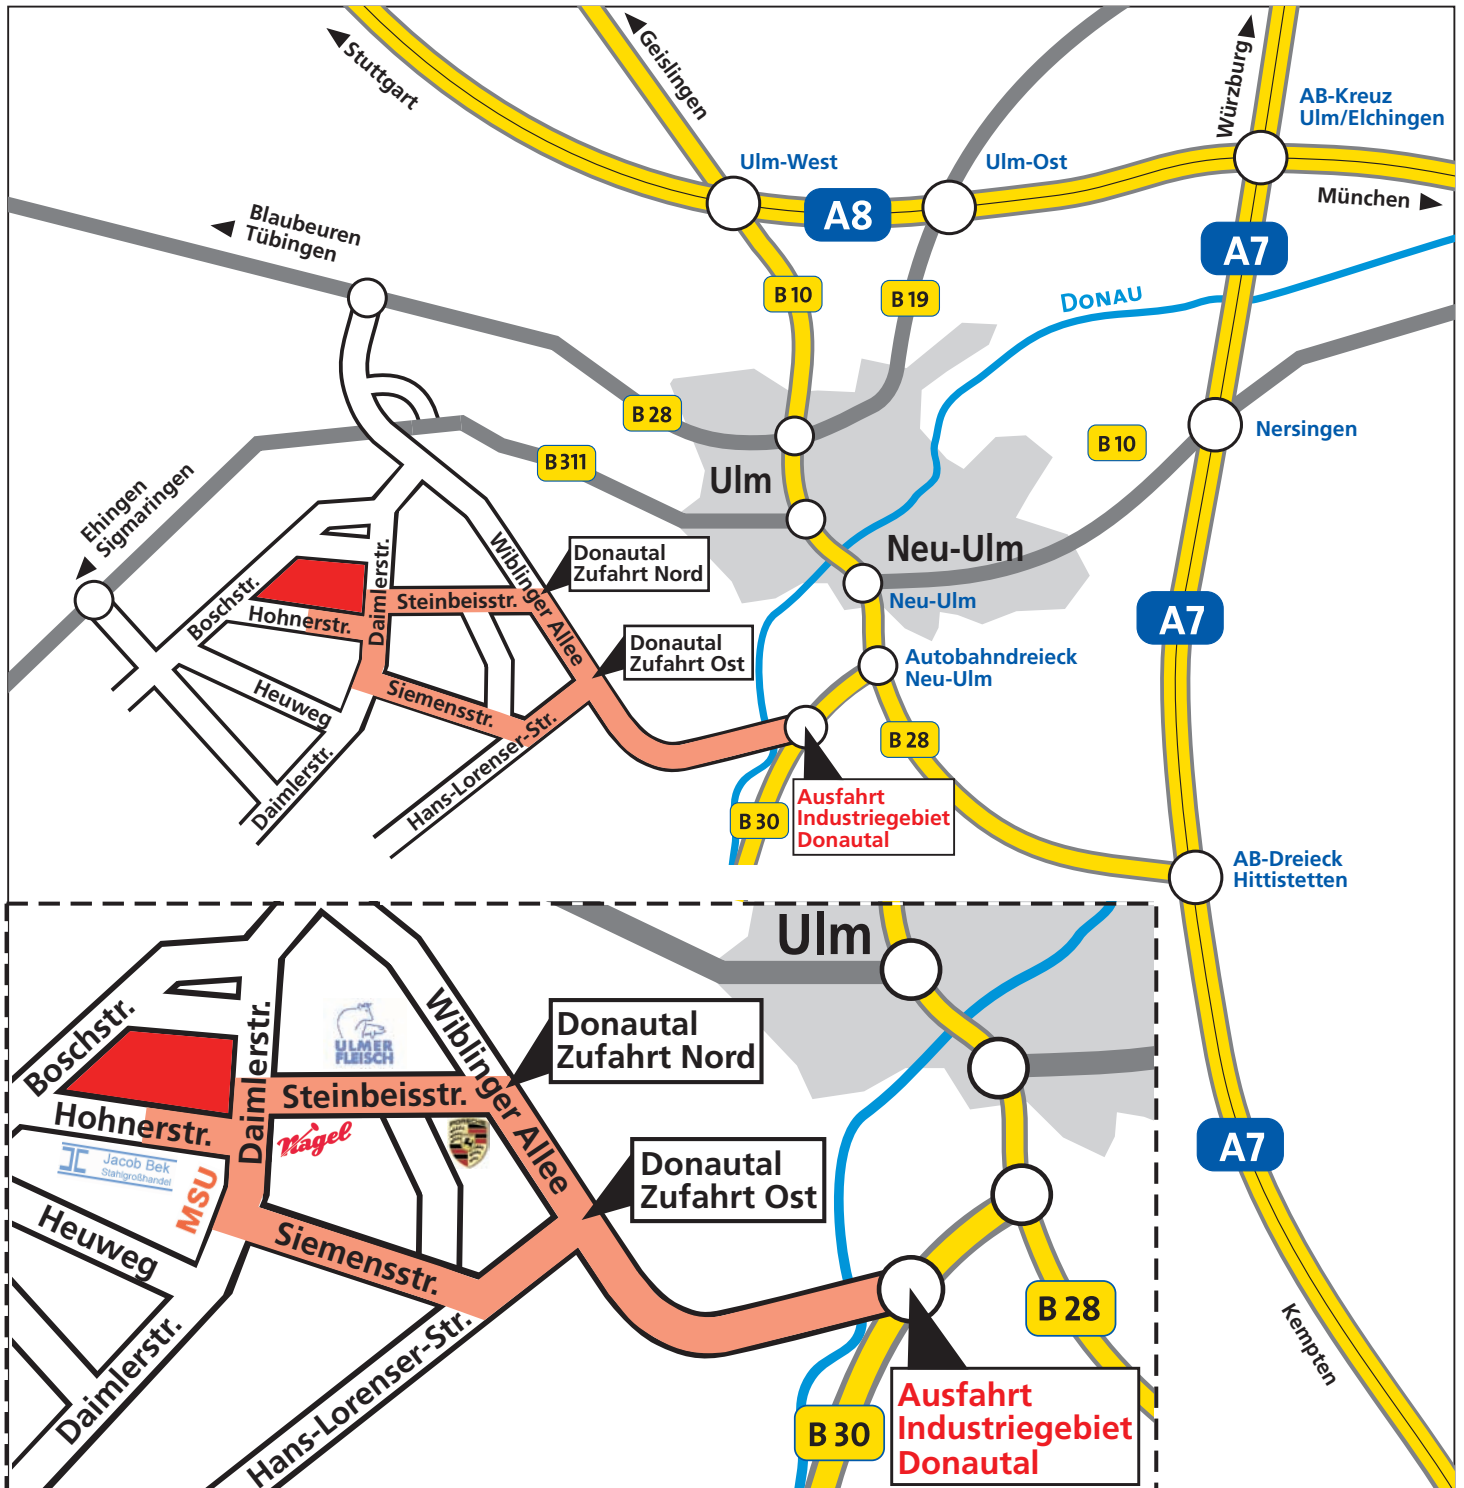 Stuttgart
Geislingen
Würzburg
AB-Kreuz
Ulm/Elchingen
Ulm-West
Ulm-Ost
München
A8
A7
Blaubeuren
Tübingen
B 10
B 19
DONAU
B 28
B 311
B 10
Nersingen
Ulm
Neu-Ulm
Ehingen
Sigmaringen
Donautal
Zufahrt Nord
Wiblinger Allee
Boschstr.
Hohnerstr.
Daimlerstr.
Steinbeisstr.
Neu-Ulm
A7
Donautal
Zufahrt Ost
Autobahndreieck
Neu-Ulm
Heuweg
Siemensstr.
Hans-Lorenser-Str.
Daimlerstr.
B 28
B 30
Ausfahrt
Industriegebiet
Donautal
AB-Dreieck
Hittistetten
Ulm
Boschstr.
Daimlerstr.
ULMER
FLEISCH
Wiblinger Allee
Donautal
Zufahrt Nord
Steinbeisstr.
Hohnerstr.
Nagel
PORSCHE
Jacob Bek
Stahlgroßhandel
MSU
Donautal
Zufahrt Ost
A7
Heuweg
Siemensstr.
Daimlerstr.
Hans-Lorenser-Str.
B 28
B 30
Ausfahrt
Industriegebiet
Donautal
Kempten